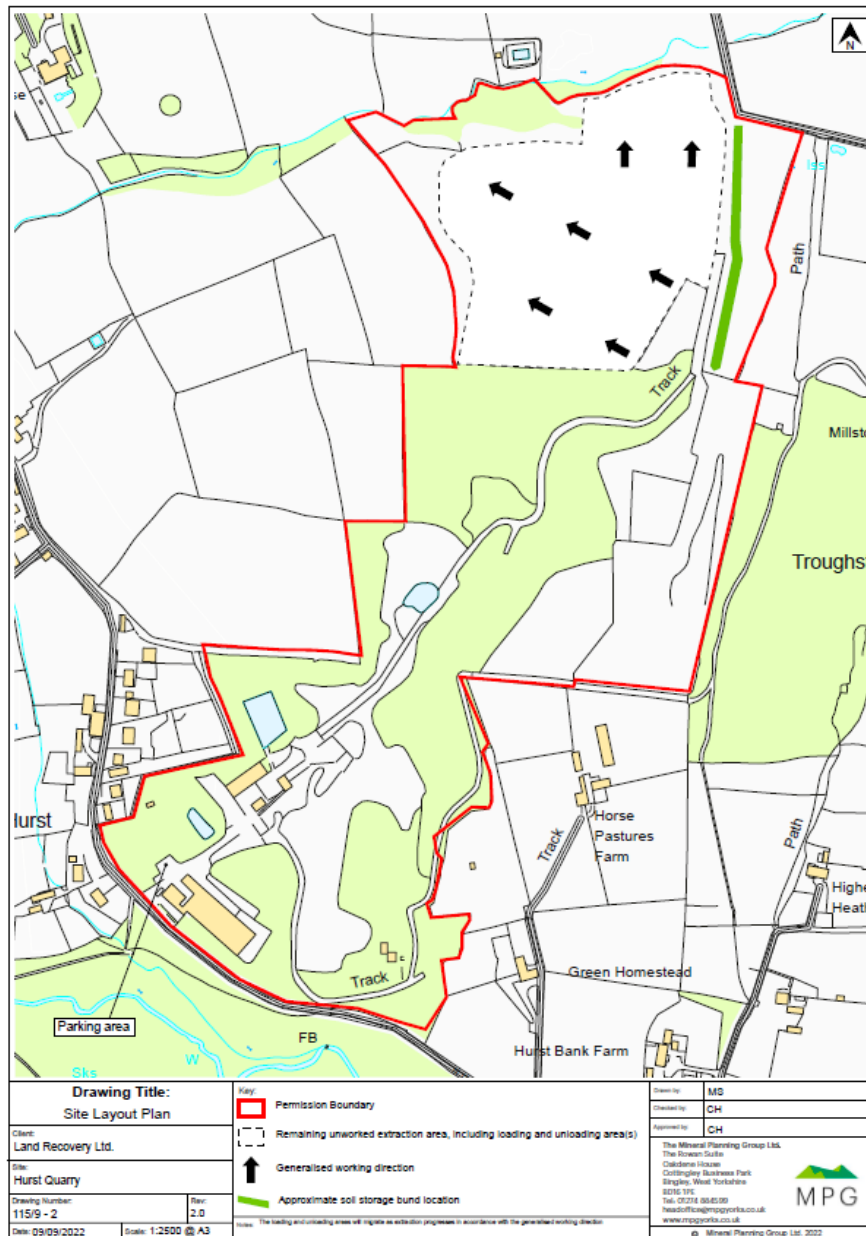 N
se
Iss
Path
Track
Millsto
Troughst
Hurst
Horse
Pastures
Farm
Track
Path
Highe
Heath
Track
Green Homestead
Parking area
FB
Hurst Bank Farm
Sks
W
Drawing Title:
Site Layout Plan
Client:
Land Recovery Ltd.
Site:
Hurst Quarry
Drawing Number:
115/9 - 2
Rev:
2.0
Date: 09/09/2022
Scale: 1:2500 @ A3
Key:
Permission Boundary
Remaining unworked extraction area, including loading and unloading area(s)
Generalised working direction
Approximate soil storage bund location
Notes: The loading and unloading areas will migrate as extraction progresses in accordance with the generalised working direction
Drawn by: MS
Checked by: CH
Approved by: CH
The Mineral Planning Group Ltd.
The Rowan Suite
Oakdene House
Cottingley Business Park
Bingley, West Yorkshire
BD16 1PE
headoffice@mpgyorks.co.uk
www.mpgyorks.co.uk
MPG
© Mineral Planning Group Ltd. 2022